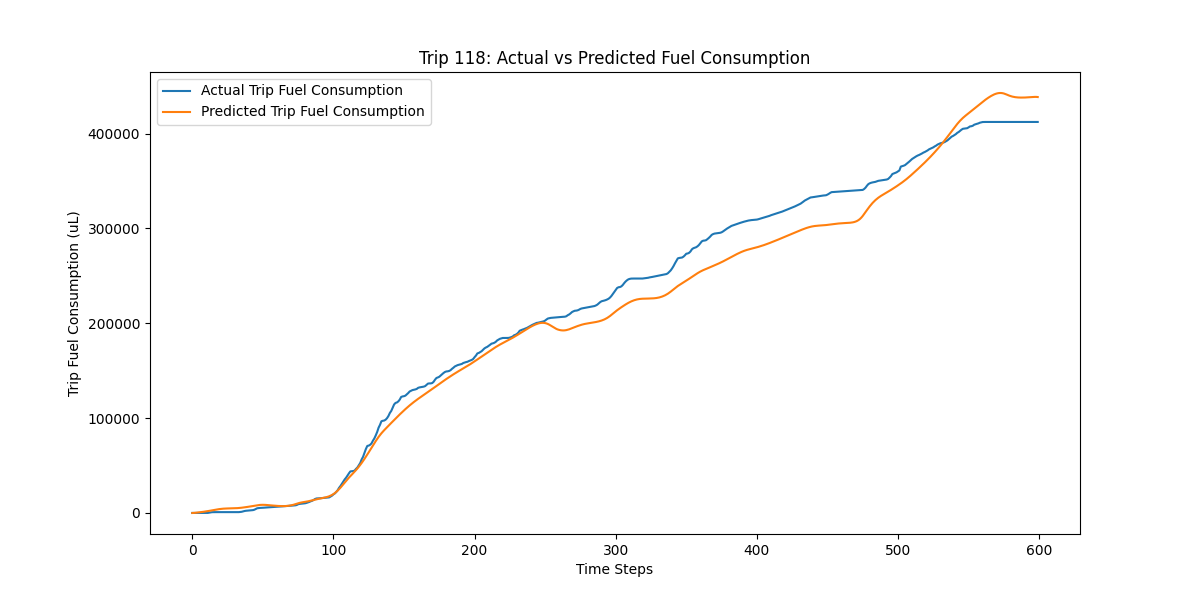 Trip 118: Actual vs Predicted Fuel Consumption
Actual Trip Fuel Consumption
Predicted Trip Fuel Consumption
Trip Fuel Consumption (uL)
400000
300000
200000
100000
0
0 100 200 300 400 500 600
Time Steps